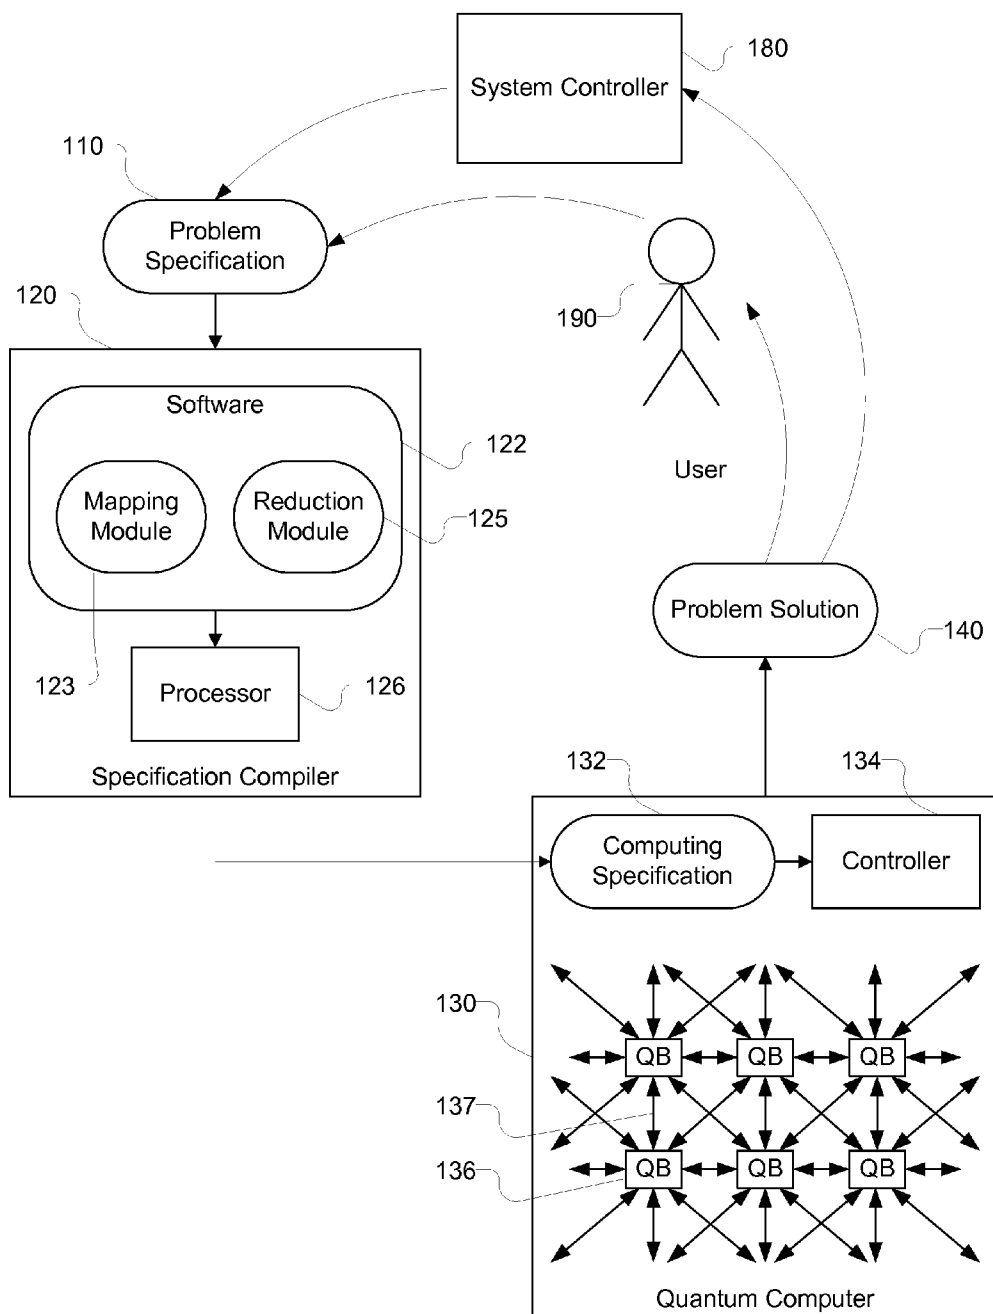 180
System Controller
110
Problem
Specification
190
120
Software
122
User
Mapping
Module
Reduction
Module
125
Problem Solution
140
123
Processor
126
Specification Compiler
132
134
Computing
Specification
Controller
130
QB
QB
QB
137
136
QB
QB
QB
Quantum Computer